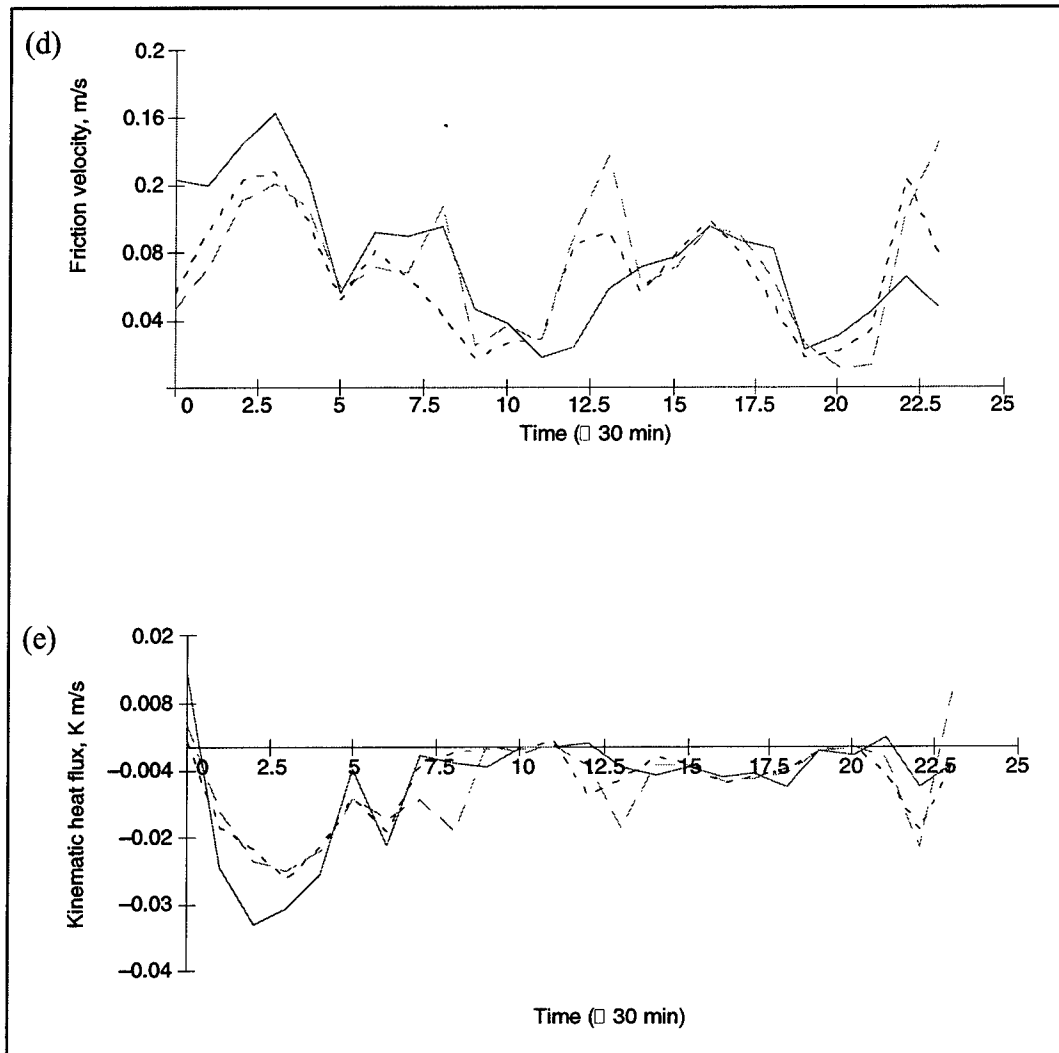 (d)
Friction velocity, m/s
0.2
0.16
0.2
0.08
0.04
0 2.5 5 7.5 10 12.5 15 17.5 20 22.5 25
Time (▯ 30 min)
(e)
Kinematic heat flux, K m/s
0.02
0.008
−0.004
−0.02
−0.03
−0.04
0 2.5 5 7.5 10 12.5 15 17.5 20 22.5 25
Time (▯ 30 min)